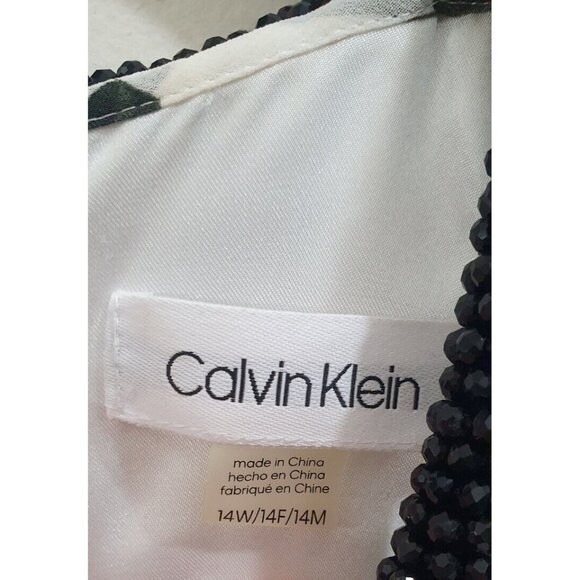 Calvin Klein
made in China
hecho en China
fabriqué en Chine
14W/14F/14M